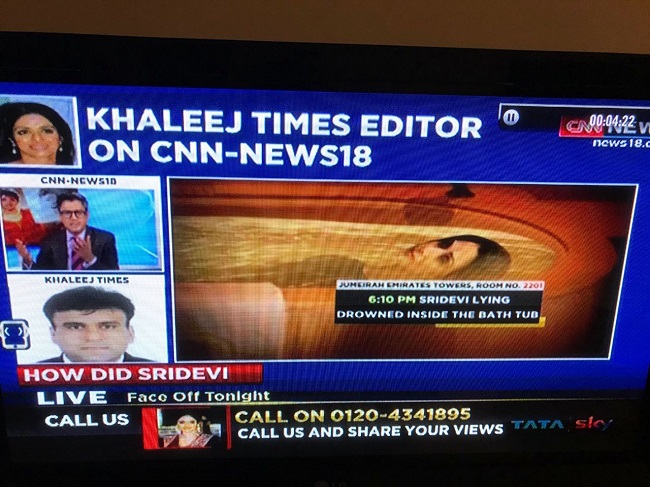 KHALEEJ TIMES EDITOR
ON CNN-NEWS18
00:04:22
CNN NEW
news18.c
CNN-NEWS18
KHALEEJ TIMES
JUMEIRAH EMIRATES TOWERS, ROOM NO. 2201
6:10 PM SRIDEVI LYING
DROWNED INSIDE THE BATH TUB
HOW DID SRIDEVI
LIVE Face Off Tonight
CALL US
CALL ON 0120-4341895
CALL US AND SHARE YOUR VIEWS
TATA sky